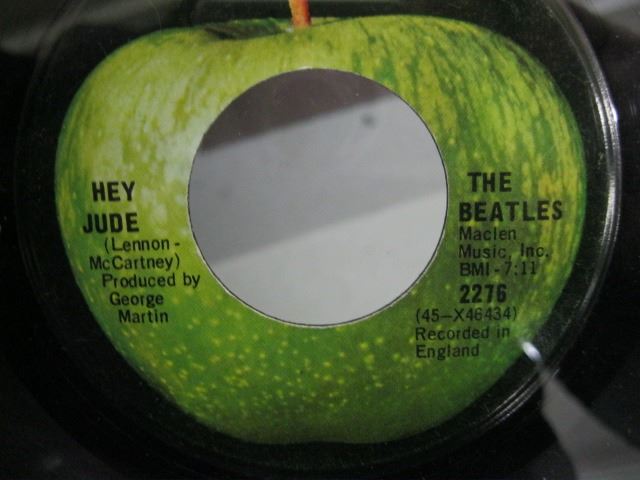 HEY
JUDE
(Lennon-
McCartney)
Produced by
George
Martin
THE
BEATLES
Maclen
Music, Inc.
BMI-7:11
2276
(45—X46434)
Recorded in
England